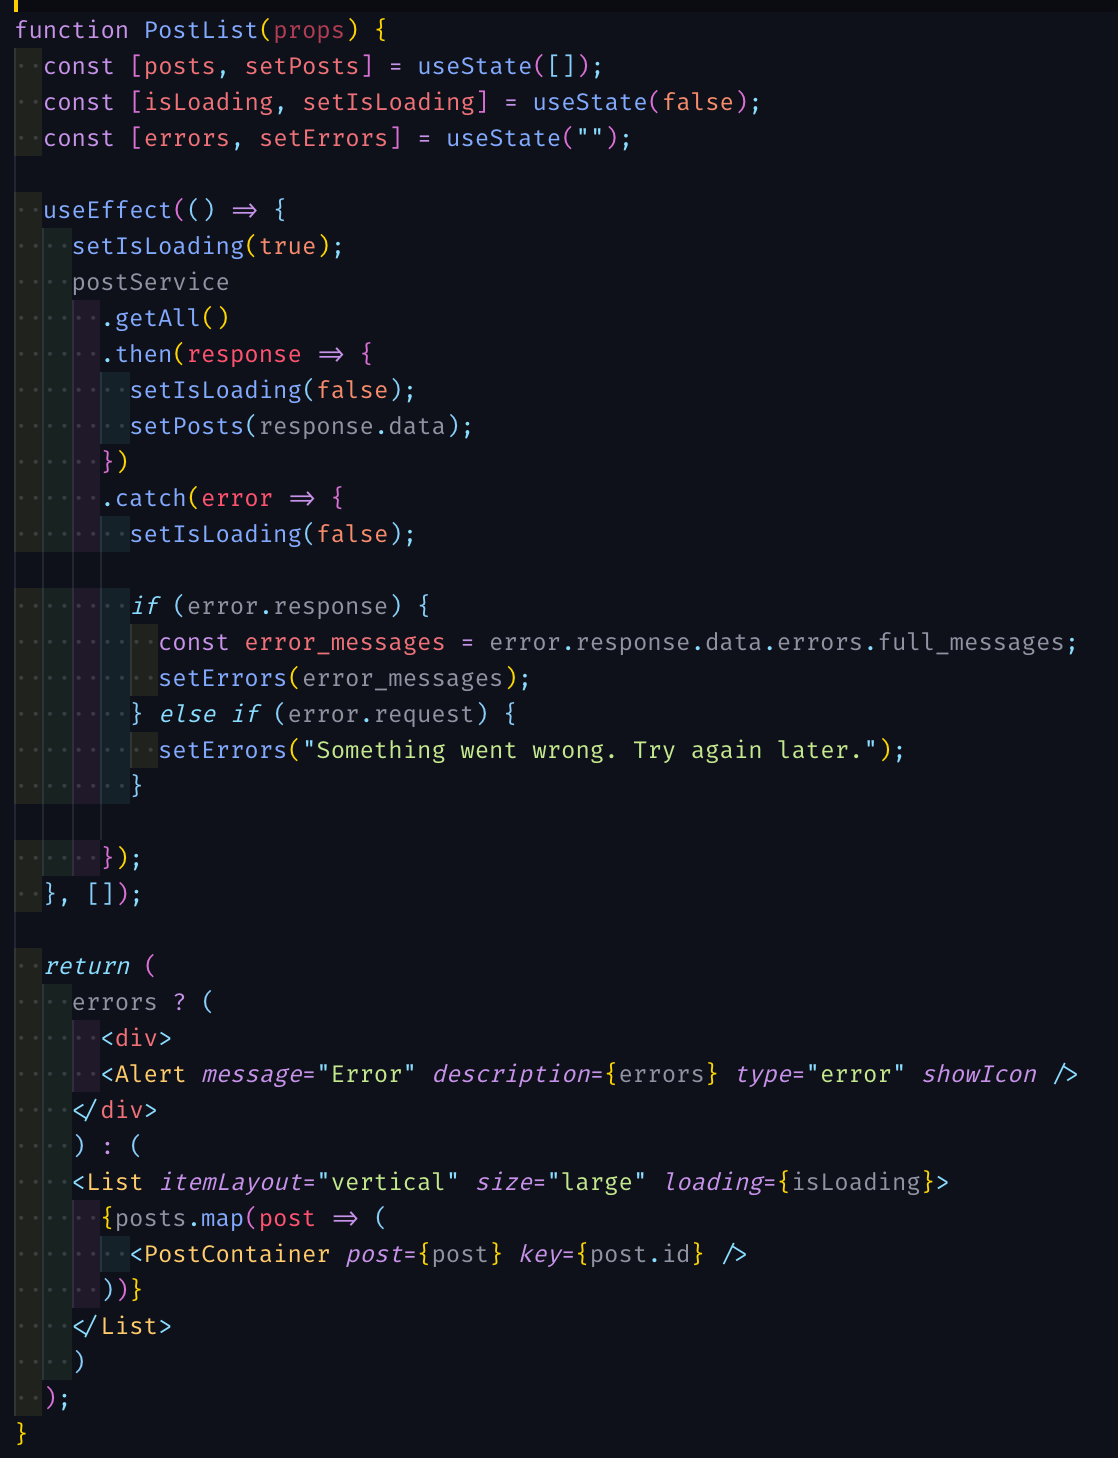 function PostList(props) {
  const [posts, setPosts] = useState([]);
  const [isLoading, setIsLoading] = useState(false);
  const [errors, setErrors] = useState("");
  useEffect(() => {
    setIsLoading(true);
    postService
      .getAll()
      .then(response => {
        setIsLoading(false);
        setPosts(response.data);
      })
      .catch(error => {
        setIsLoading(false);
        if (error.response) {
          const error_messages = error.response.data.errors.full_messages;
          setErrors(error_messages);
        } else if (error.request) {
          setErrors("Something went wrong. Try again later.");
        }
      });
  }, []);
  return (
    errors ? (
      <div>
      <Alert message="Error" description={errors} type="error" showIcon />
    </div>
    ) : (
    <List itemLayout="vertical" size="large" loading={isLoading}>
      {posts.map(post => (
        <PostContainer post={post} key={post.id} />
      ))}
    </List>
    )
  );
}